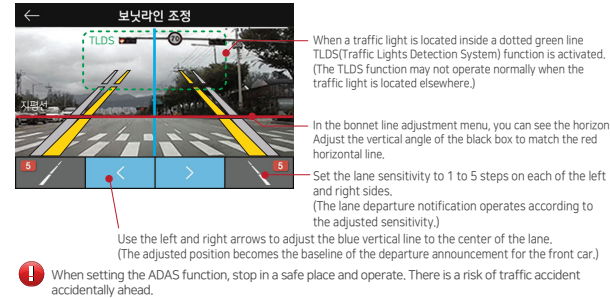 ← 보닛라인 조정
TLDS
70
지평선
5
5
< >
When a traffic light is located inside a dotted green line
TLDS(Traffic Lights Detection System) function is activated.
(The TLDS function may not operate normally when the
traffic light is located elsewhere.)
In the bonnet line adjustment menu, you can see the horizon
Adjust the vertical angle of the black box to match the red
horizontal line.
Set the lane sensitivity to 1 to 5 steps on each of the left
and right sides.
(The lane departure notification operates according to
the adjusted sensitivity.)
Use the left and right arrows to adjust the blue vertical line to the center of the lane.
(The adjusted position becomes the baseline of the departure announcement for the front car.)
! When setting the ADAS function, stop in a safe place and operate. There is a risk of traffic accident
accidentally ahead.